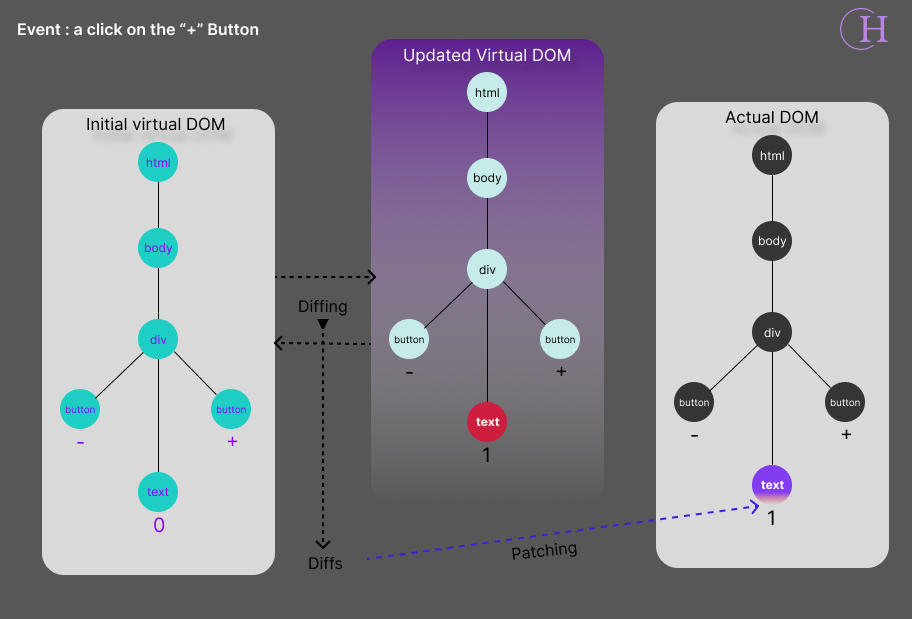 Event : a click on the “+” Button
H
Updated Virtual DOM
html
body
div
button
button
-
+
text
1
Initial virtual DOM
html
body
div
button
button
-
+
text
0
Diffing
Diffs
Patching
Actual DOM
html
body
div
button
button
-
+
text
1